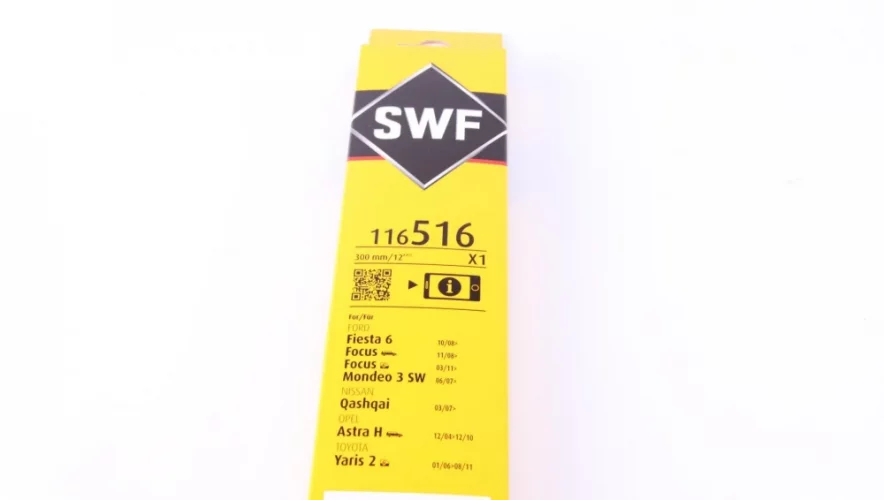 SWF
116516
300 mm/12" X1
i
For/Für
FORD
Fiesta 6 10/08>
Focus 11/08>
Focus 03/11>
Mondeo 3 SW 06/07>
NISSAN
Qashqai 03/07>
OPEL
Astra H 12/04>12/10
TOYOTA
Yaris 2 01/06>08/11